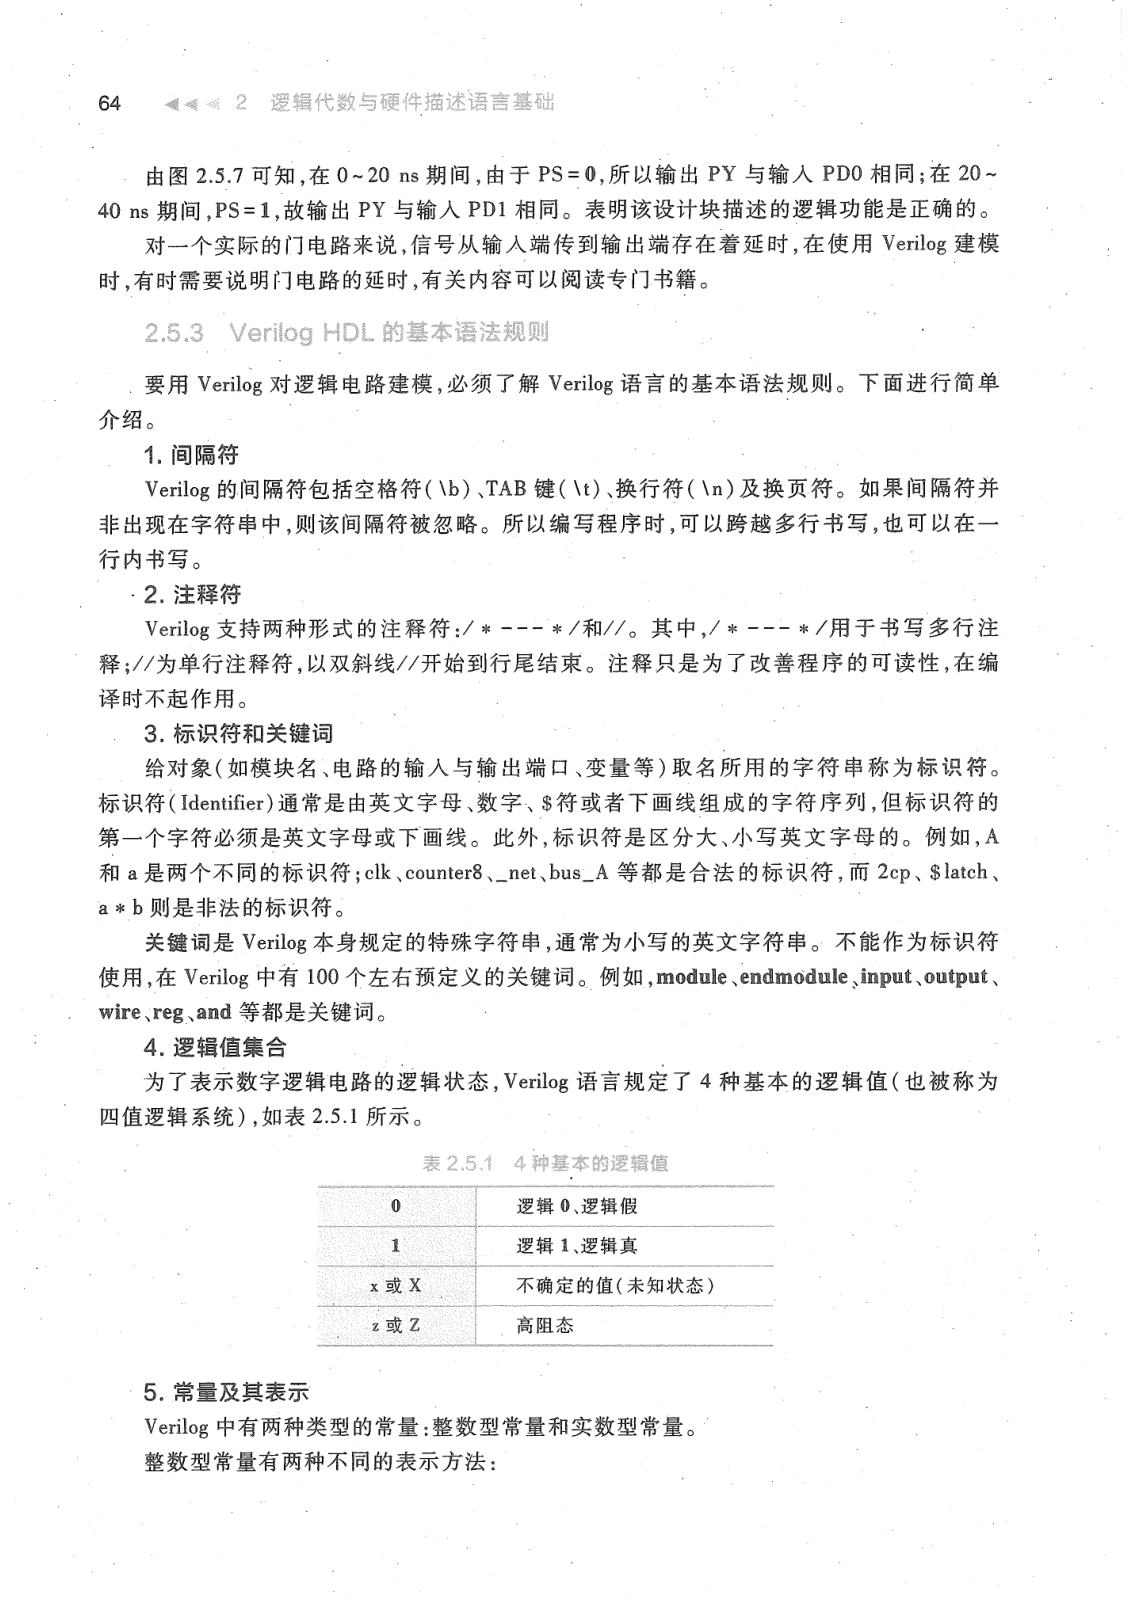 64 2 逻辑代数与硬件描述语言基础
由图 2.5.7 可知,在 0~20 ns 期间,由于 PS=0,所以输出 PY 与输入 PD0 相同;在 20~
40 ns 期间,PS=1,故输出 PY 与输入 PD1 相同。表明该设计块描述的逻辑功能是正确的。
对一个实际的门电路来说,信号从输入端传到输出端存在着延时,在使用 Verilog 建模
时,有时需要说明门电路的延时,有关内容可以阅读专门书籍。
2.5.3 Verilog HDL 的基本语法规则
要用 Verilog 对逻辑电路建模,必须了解 Verilog 语言的基本语法规则。下面进行简单
介绍。
1. 间隔符
Verilog 的间隔符包括空格符(\b)、TAB 键(\t)、换行符(\n)及换页符。如果间隔符并
非出现在字符串中,则该间隔符被忽略。所以编写程序时,可以跨越多行书写,也可以在一
行内书写。
2. 注释符
Verilog 支持两种形式的注释符:/ * --- * /和//。其中,/ * --- * /用于书写多行注
释;//为单行注释符,以双斜线//开始到行尾结束。注释只是为了改善程序的可读性,在编
译时不起作用。
3. 标识符和关键词
给对象(如模块名、电路的输入与输出端口、变量等)取名所用的字符串称为标识符。
标识符(Identifier)通常是由英文字母、数字、$符或者下画线组成的字符序列,但标识符的
第一个字符必须是英文字母或下画线。此外,标识符是区分大、小写英文字母的。例如,A
和 a 是两个不同的标识符;clk、counter8、_net、bus_A 等都是合法的标识符,而 2cp、$latch、
a * b 则是非法的标识符。
关键词是 Verilog 本身规定的特殊字符串,通常为小写的英文字符串。不能作为标识符
使用,在 Verilog 中有 100 个左右预定义的关键词。例如,module、endmodule、input、output、
wire、reg、and 等都是关键词。
4. 逻辑值集合
为了表示数字逻辑电路的逻辑状态,Verilog 语言规定了 4 种基本的逻辑值(也被称为
四值逻辑系统),如表 2.5.1 所示。
表 2.5.1 4 种基本的逻辑值
0 逻辑 0、逻辑假
1 逻辑 1、逻辑真
x 或 X 不确定的值(未知状态)
z 或 Z 高阻态
5. 常量及其表示
Verilog 中有两种类型的常量:整数型常量和实数型常量。
整数型常量有两种不同的表示方法: